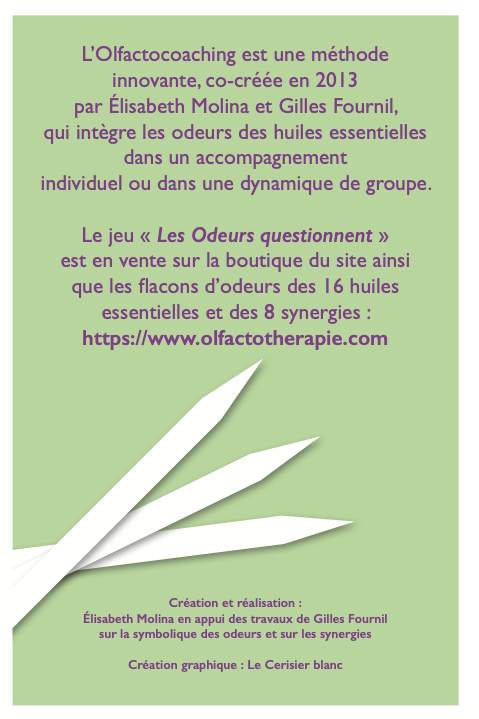 L’Olfactocoaching est une méthode
innovante, co-créée en 2013
par Élisabeth Molina et Gilles Fournil,
qui intègre les odeurs des huiles essentielles
dans un accompagnement
individuel ou dans une dynamique de groupe.
Le jeu « Les Odeurs questionnent »
est en vente sur la boutique du site ainsi
que les flacons d’odeurs des 16 huiles
essentielles et des 8 synergies :
https://www.olfactotherapie.com
Création et réalisation :
Élisabeth Molina en appui des travaux de Gilles Fournil
sur la symbolique des odeurs et sur les synergies
Création graphique : Le Cerisier blanc